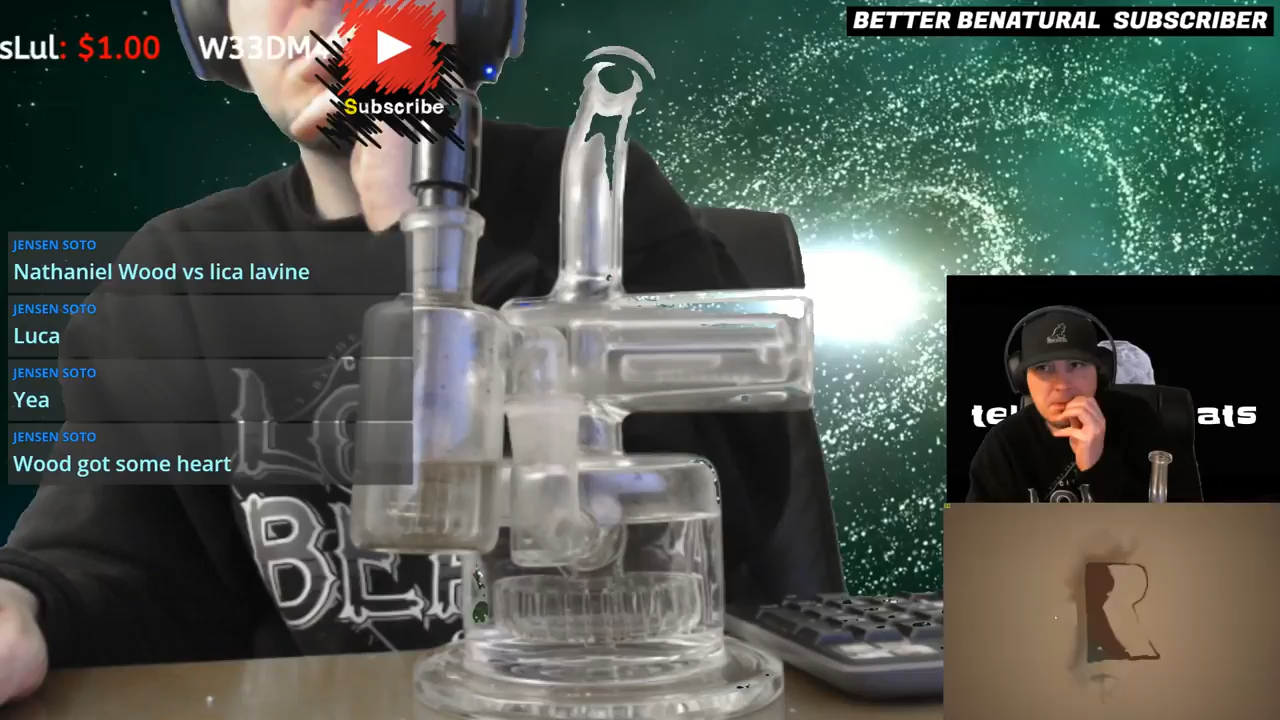 BETTER BENATURAL SUBSCRIBER
sLul: $1.00 W33DM
Subscribe
JENSEN SOTO
Nathaniel Wood vs lica lavine
JENSEN SOTO
Luca
JENSEN SOTO
Yea
JENSEN SOTO
Wood got some heart